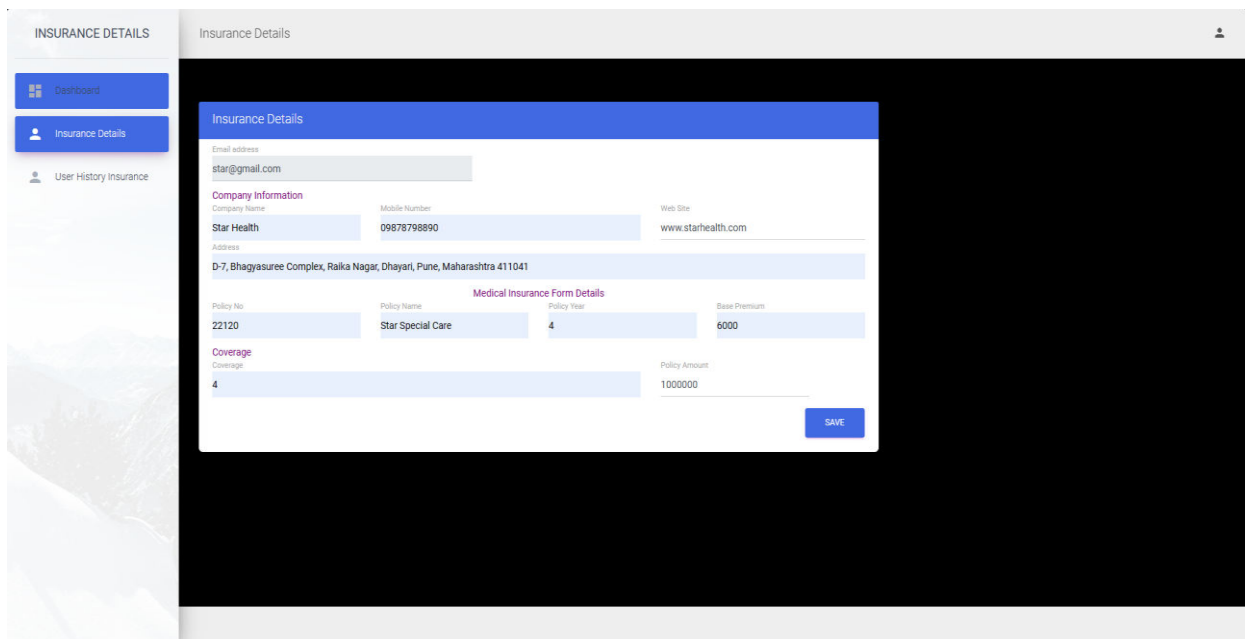 INSURANCE DETAILS
Insurance Details
Dashboard
Insurance Details
User History Insurance
Insurance Details
Email address
star@gmail.com
Company Information
Company Name Mobile Number Web Site
Star Health 09878798890 www.starhealth.com
Address
D-7, Bhagyasuree Complex, Raika Nagar, Dhayari, Pune, Maharashtra 411041
Medical Insurance Form Details
Policy No Policy Name Policy Year Base Premium
22120 Star Special Care 4 6000
Coverage
Coverage Policy Amount
4 1000000
SAVE